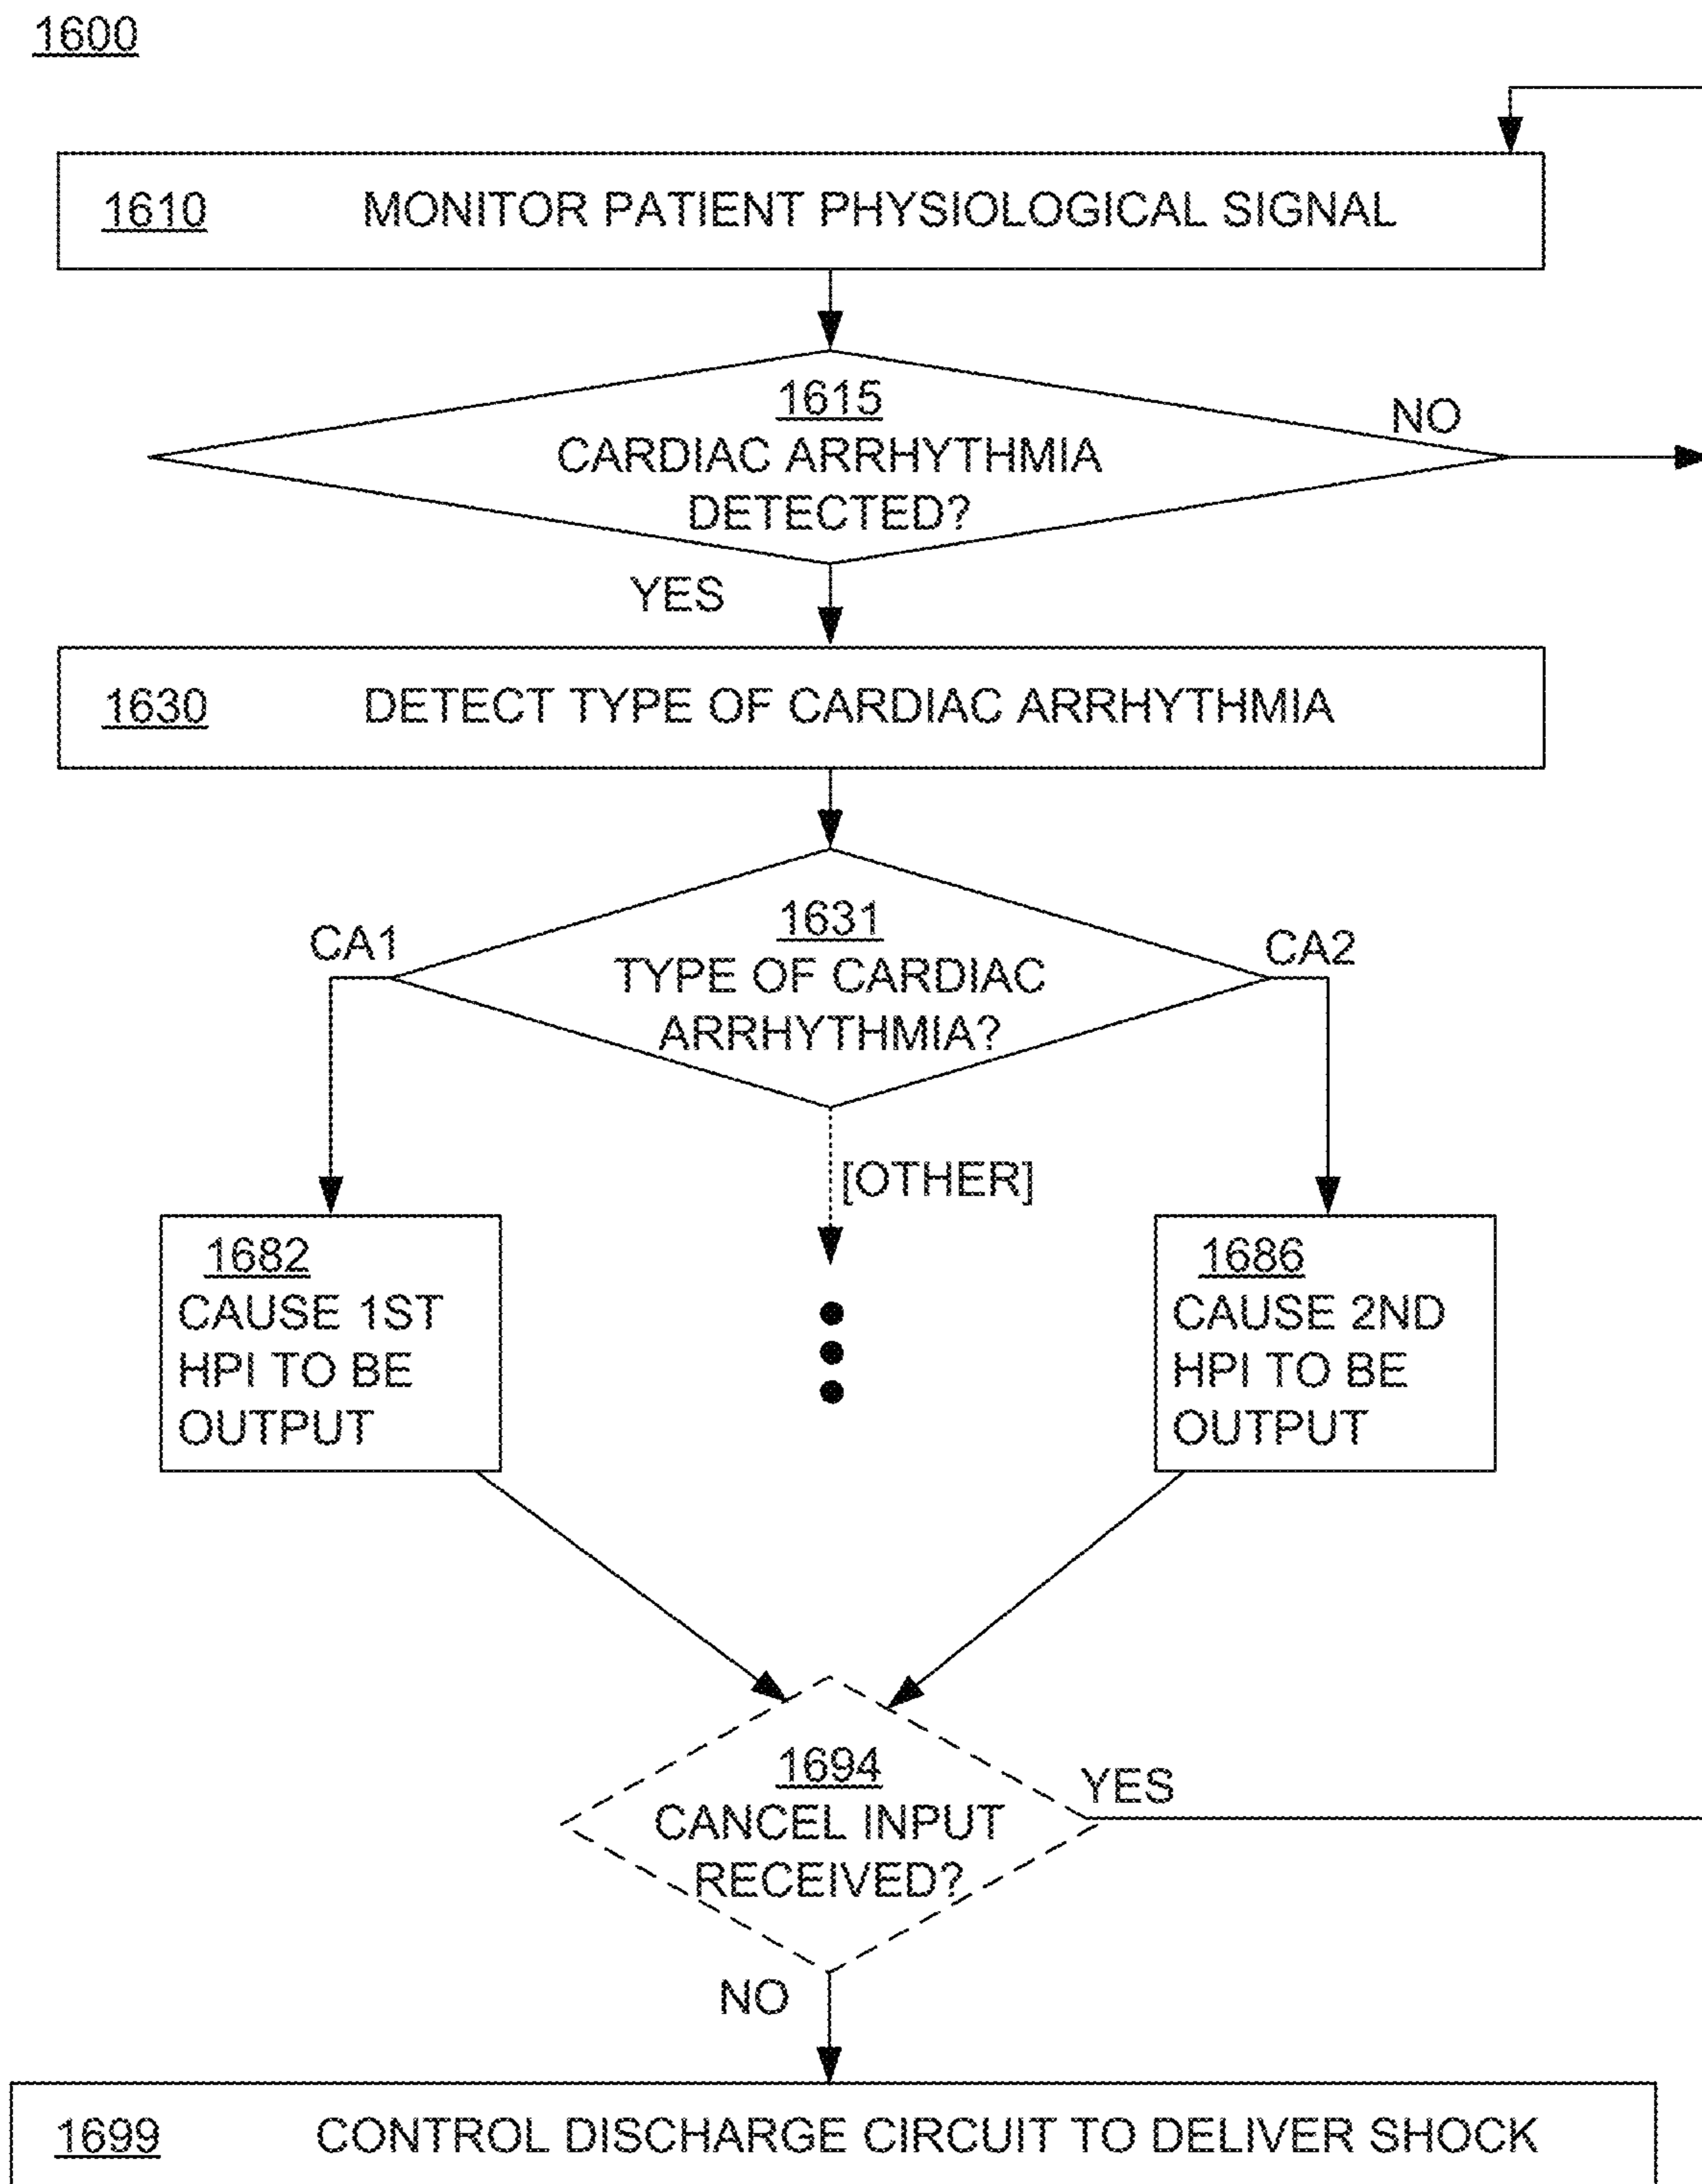 1600
1610 MONITOR PATIENT PHYSIOLOGICAL SIGNAL
1615
CARDIAC ARRHYTHMIA
DETECTED?
NO
YES
1630 DETECT TYPE OF CARDIAC ARRHYTHMIA
1631
TYPE OF CARDIAC
ARRHYTHMIA?
CA1
CA2
[OTHER]
1682
CAUSE 1ST
HPI TO BE
OUTPUT
1686
CAUSE 2ND
HPI TO BE
OUTPUT
1694
CANCEL INPUT
RECEIVED?
YES
NO
1699 CONTROL DISCHARGE CIRCUIT TO DELIVER SHOCK